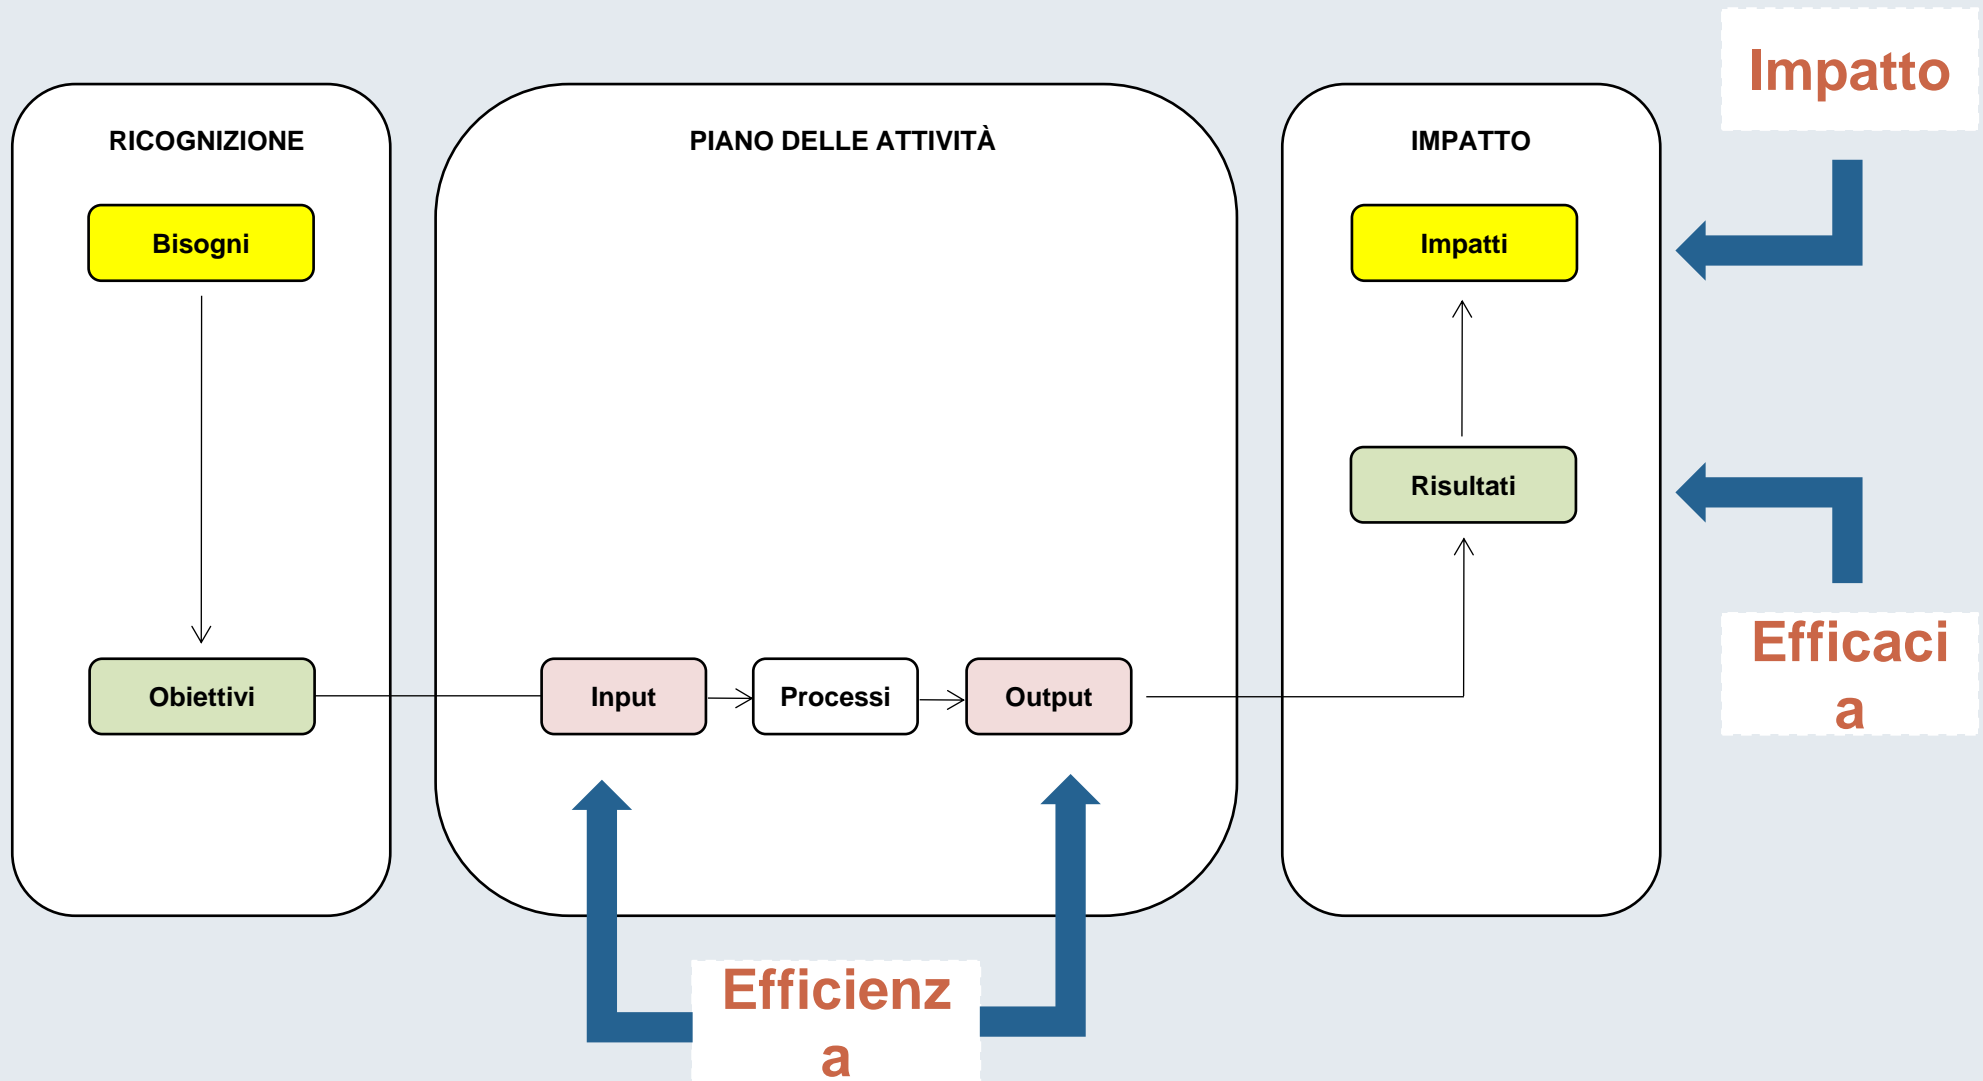 Impatto
RICOGNIZIONE
PIANO DELLE ATTIVITÀ
IMPATTO
Bisogni
Impatti
Risultati
Efficaci
a
Obiettivi
Input
Processi
Output
Efficienz
a